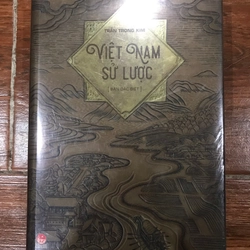 TRẦN TRỌNG KIM
VIỆT NAM
SỬ LƯỢC